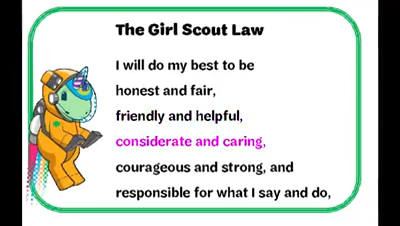 The Girl Scout Law
I will do my best to be
honest and fair,
friendly and helpful,
considerate and caring,
courageous and strong, and
responsible for what I say and do,